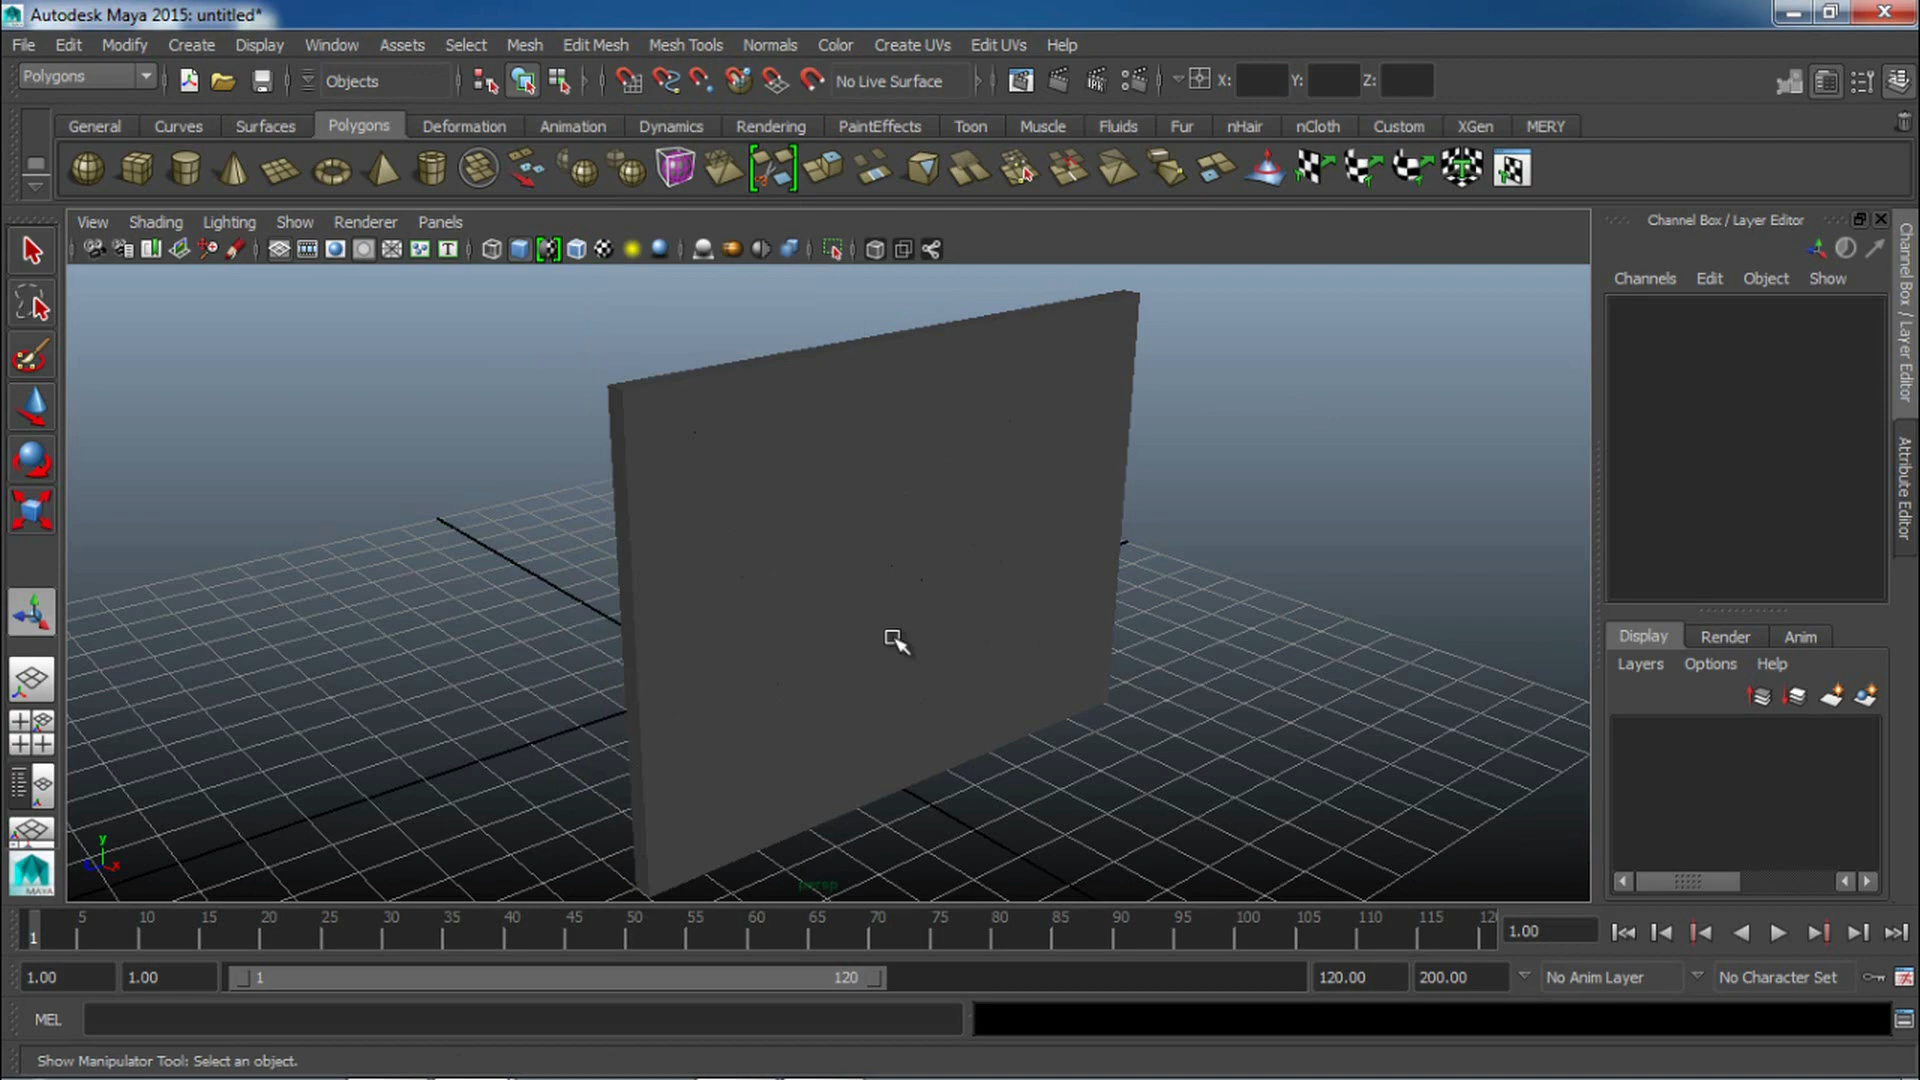 Autodesk Maya 2015: untitled*
File Edit Modify Create Display Window Assets Select Mesh Edit Mesh Mesh Tools Normals Color Create UVs Edit UVs Help
Polygons Objects No Live Surface X: Y: Z:
General Curves Surfaces Polygons Deformation Animation Dynamics Rendering PaintEffects Toon Muscle Fluids Fur nHair nCloth Custom XGen MERY
View Shading Lighting Show Renderer Panels
Channel Box / Layer Editor
Channels Edit Object Show
Channel Box / Layer Editor
Attribute Editor
Display Render Anim
Layers Options Help
y
x
persp
MAYA
1 5 10 15 20 25 30 35 40 45 50 55 60 65 70 75 80 85 90 95 100 105 110 115 12
1.00
1.00 1.00 1 120 120.00 200.00 No Anim Layer No Character Set
MEL
Show Manipulator Tool: Select an object.